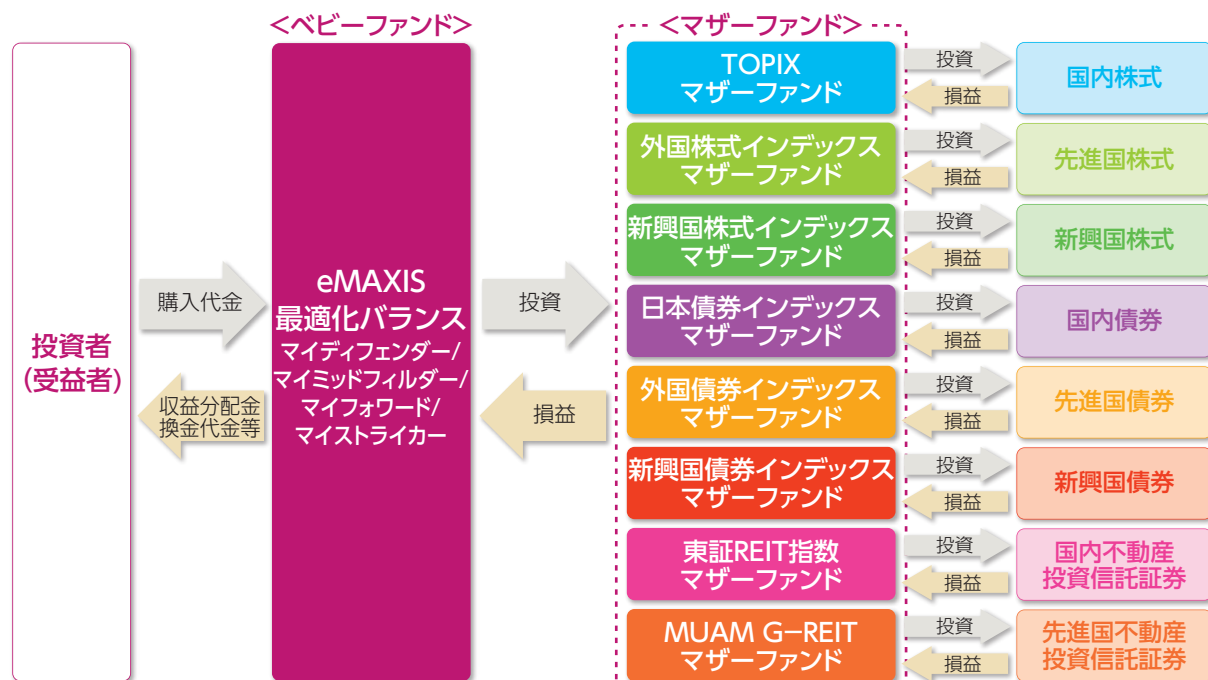 <ベビーファンド>
<マザーファンド>
投資者
(受益者)
購入代金
収益分配金
換金代金等
eMAXIS
最適化バランス
マイディフェンダー/
マイミッドフィルダー/
マイフォワード/
マイストライカー
投資
損益
TOPIX
マザーファンド
投資
損益
国内株式
外国株式インデックス
マザーファンド
投資
損益
先進国株式
新興国株式インデックス
マザーファンド
投資
損益
新興国株式
日本債券インデックス
マザーファンド
投資
損益
国内債券
外国債券インデックス
マザーファンド
投資
損益
先進国債券
新興国債券インデックス
マザーファンド
投資
損益
新興国債券
東証REIT指数
マザーファンド
投資
損益
国内不動産
投資信託証券
MUAM G−REIT
マザーファンド
投資
損益
先進国不動産
投資信託証券